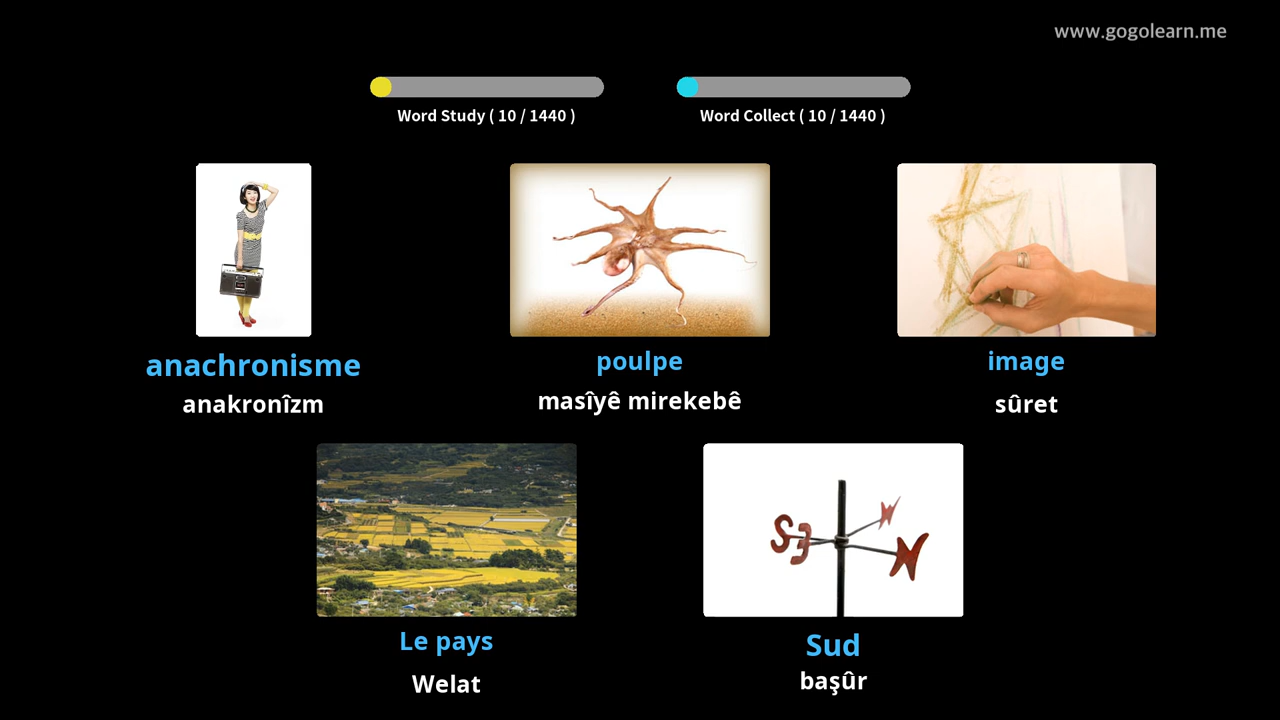 www.gogolearn.me
Word Study ( 10 / 1440 )
Word Collect ( 10 / 1440 )
anachronisme
anakronîzm
poulpe
masîyê mirekebê
image
sûret
Le pays
Welat
S
E
N
Sud
başûr